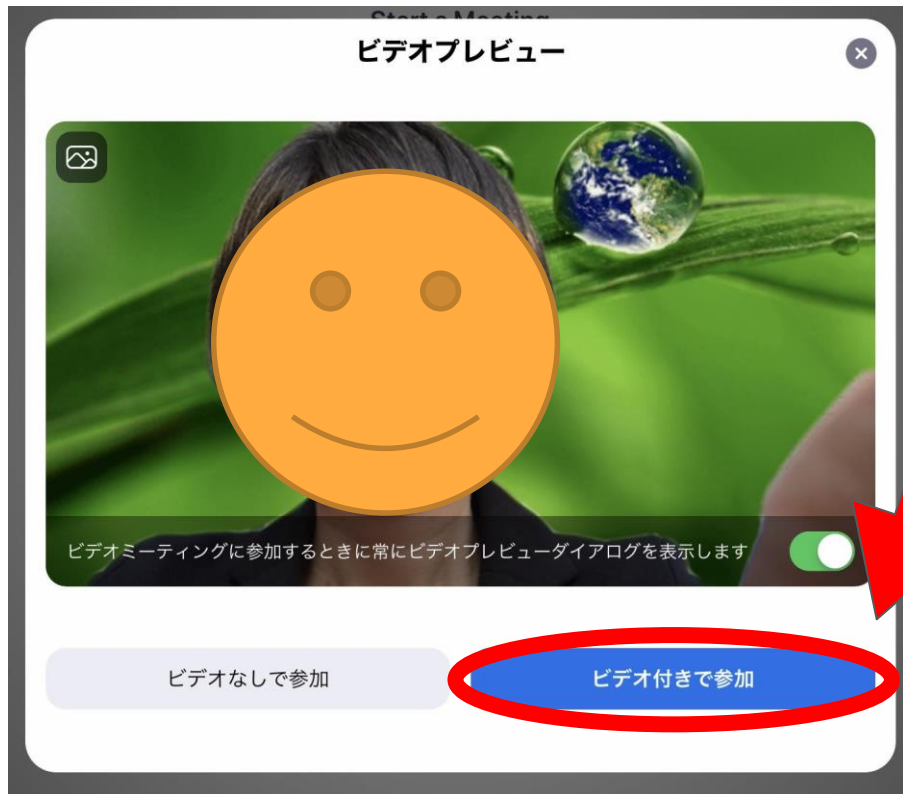 Start a Meeting
ビデオプレビュー
ビデオミーティングに参加するときに常にビデオプレビューダイアログを表示します
ビデオなしで参加
ビデオ付きで参加